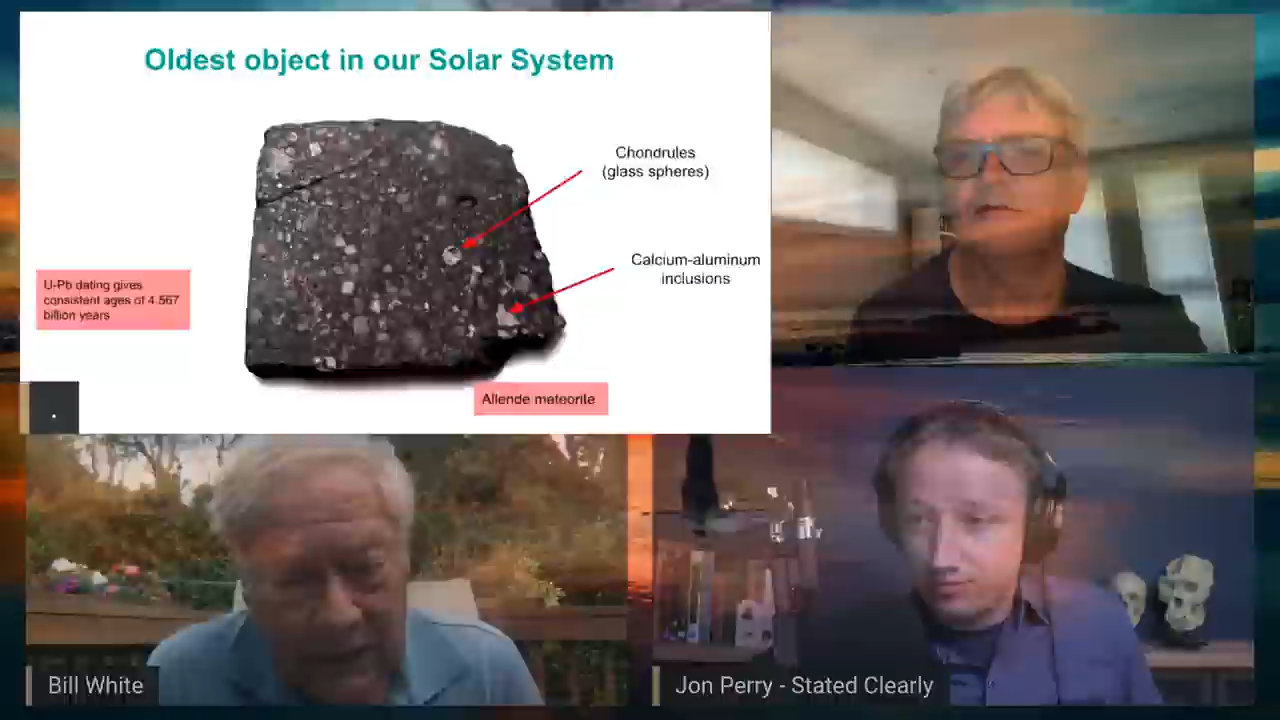 Oldest object in our Solar System
Chondrules
(glass spheres)
Calcium-aluminum
inclusions
U-Pb dating gives
consistent ages of 4.567
billion years
Allende meteorite
Bill White
Jon Perry - Stated Clearly